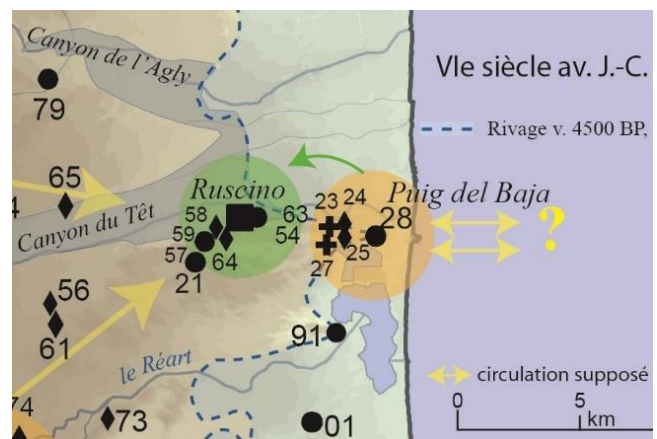 Canyon de l'Agly
VIe siècle av. J.-C.
79
Rivage v. 4500 BP,
65
Ruscino
23 24
Puig del Baja
4
58
63
28
?
Canyon du Têt
59
54
57
64
25
21
27
56
61
91
le Réart
circulation supposé
74
73
01
0 5
km